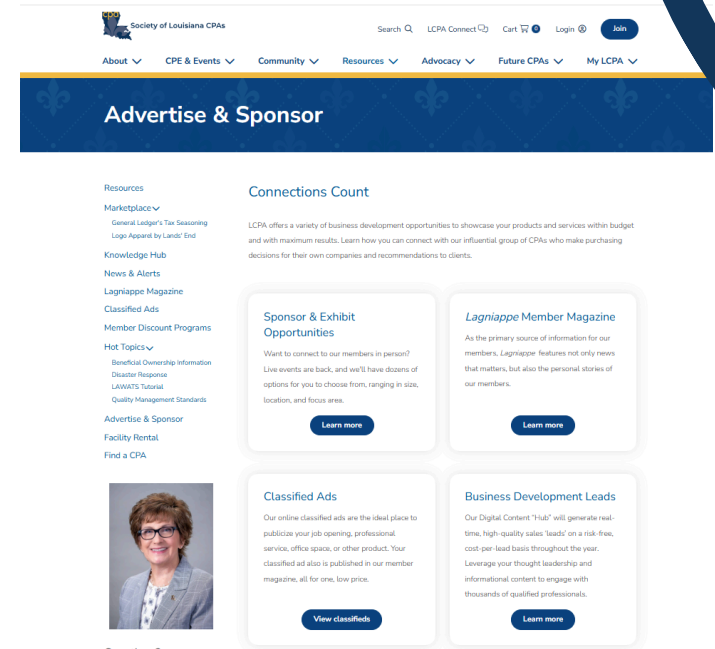 cpa
Society of Louisiana CPAs
Search LCPA Connect Cart 0 Login Join
About CPE & Events Community Resources Advocacy Future CPAs My LCPA
Advertise & Sponsor
Resources
Marketplace
General Ledger's Tax Seasoning
Logo Apparel by Lands' End
Knowledge Hub
News & Alerts
Lagniappe Magazine
Classified Ads
Member Discount Programs
Hot Topics
Beneficial Ownership Information
Disaster Response
LAWATS Tutorial
Quality Management Standards
Advertise & Sponsor
Facility Rental
Find a CPA
Connections Count
LCPA offers a variety of business development opportunities to showcase your products and services within budget
and with maximum results. Learn how you can connect with our influential group of CPAs who make purchasing
decisions for their own companies and recommendations to clients.
Sponsor & Exhibit
Opportunities
Want to connect to our members in person?
Live events are back, and we'll have dozens of
options for you to choose from, ranging in size,
location, and focus area.
Learn more
Lagniappe Member Magazine
As the primary source of information for our
members, Lagniappe features not only news
that matters, but also the personal stories of
our members.
Learn more
Classified Ads
Our online classified ads are the ideal place to
publicize your job opening, professional
service, office space, or other product. Your
classified ad also is published in our member
magazine, all for one, low price.
View classifieds
Business Development Leads
Our Digital Content "Hub" will generate real-
time, high-quality sales 'leads' on a risk-free,
cost-per-lead basis throughout the year.
Leverage your thought leadership and
informational content to engage with
thousands of qualified professionals.
Learn more